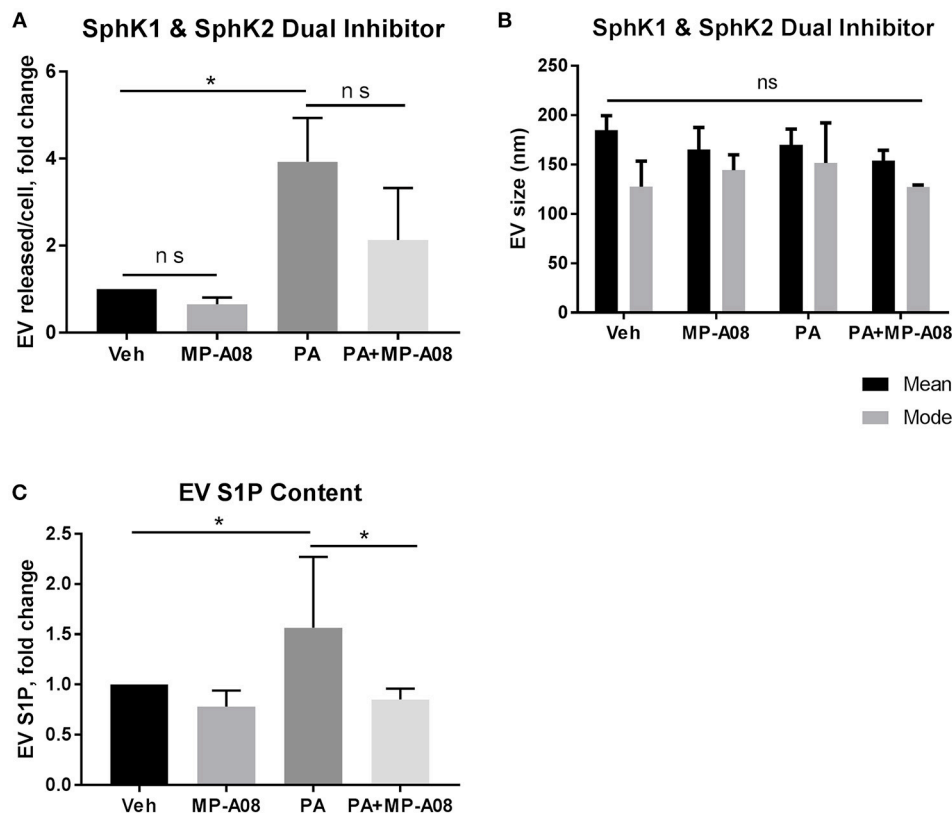 A
SphK1 & SphK2 Dual Inhibitor
EV released/cell, fold change
6
4
2
0
*
n s
n s
Veh MP-A08 PA PA+MP-A08
B
SphK1 & SphK2 Dual Inhibitor
EV size (nm)
250
200
150
100
50
0
ns
Veh MP-A08 PA PA+MP-A08
Mean
Mode
C
EV S1P Content
EV S1P, fold change
2.5
2.0
1.5
1.0
0.5
0.0
*
*
Veh MP-A08 PA PA+MP-A08